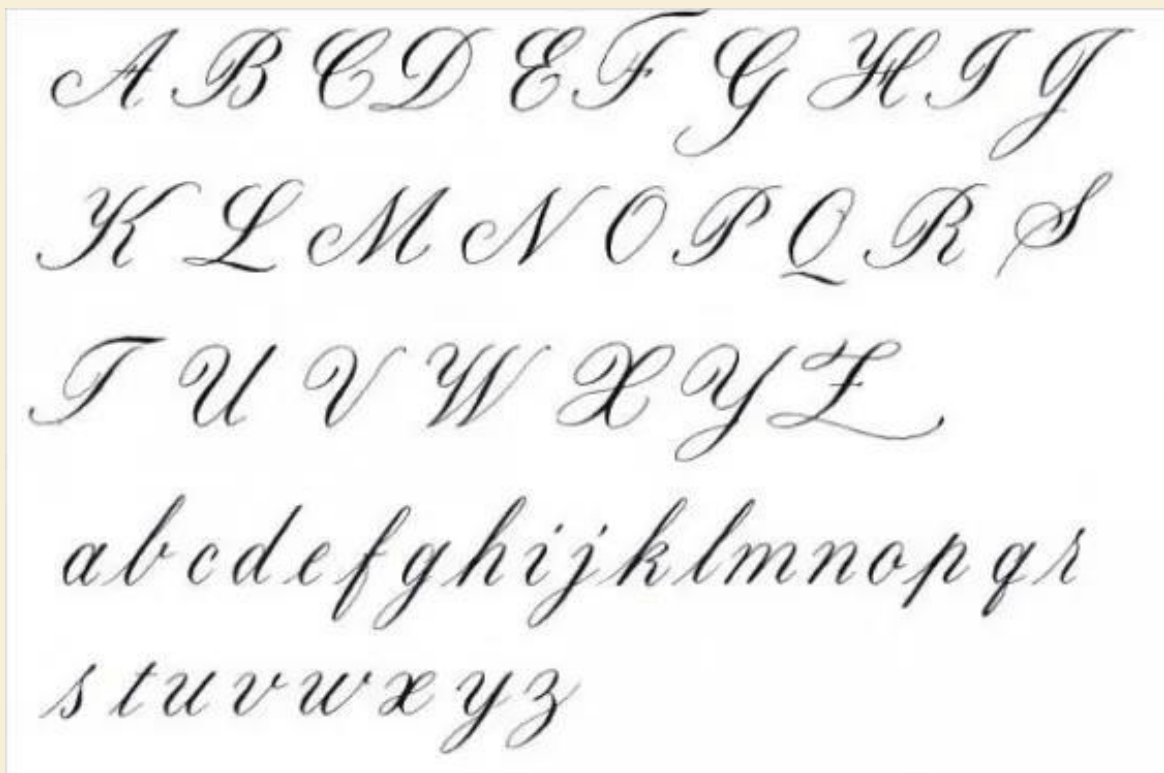 A B C D E F G H I J
K L M N O P Q R S
T U V W X Y Z
a b c d e f g h i j k l m n o p q r
s t u v w x y z